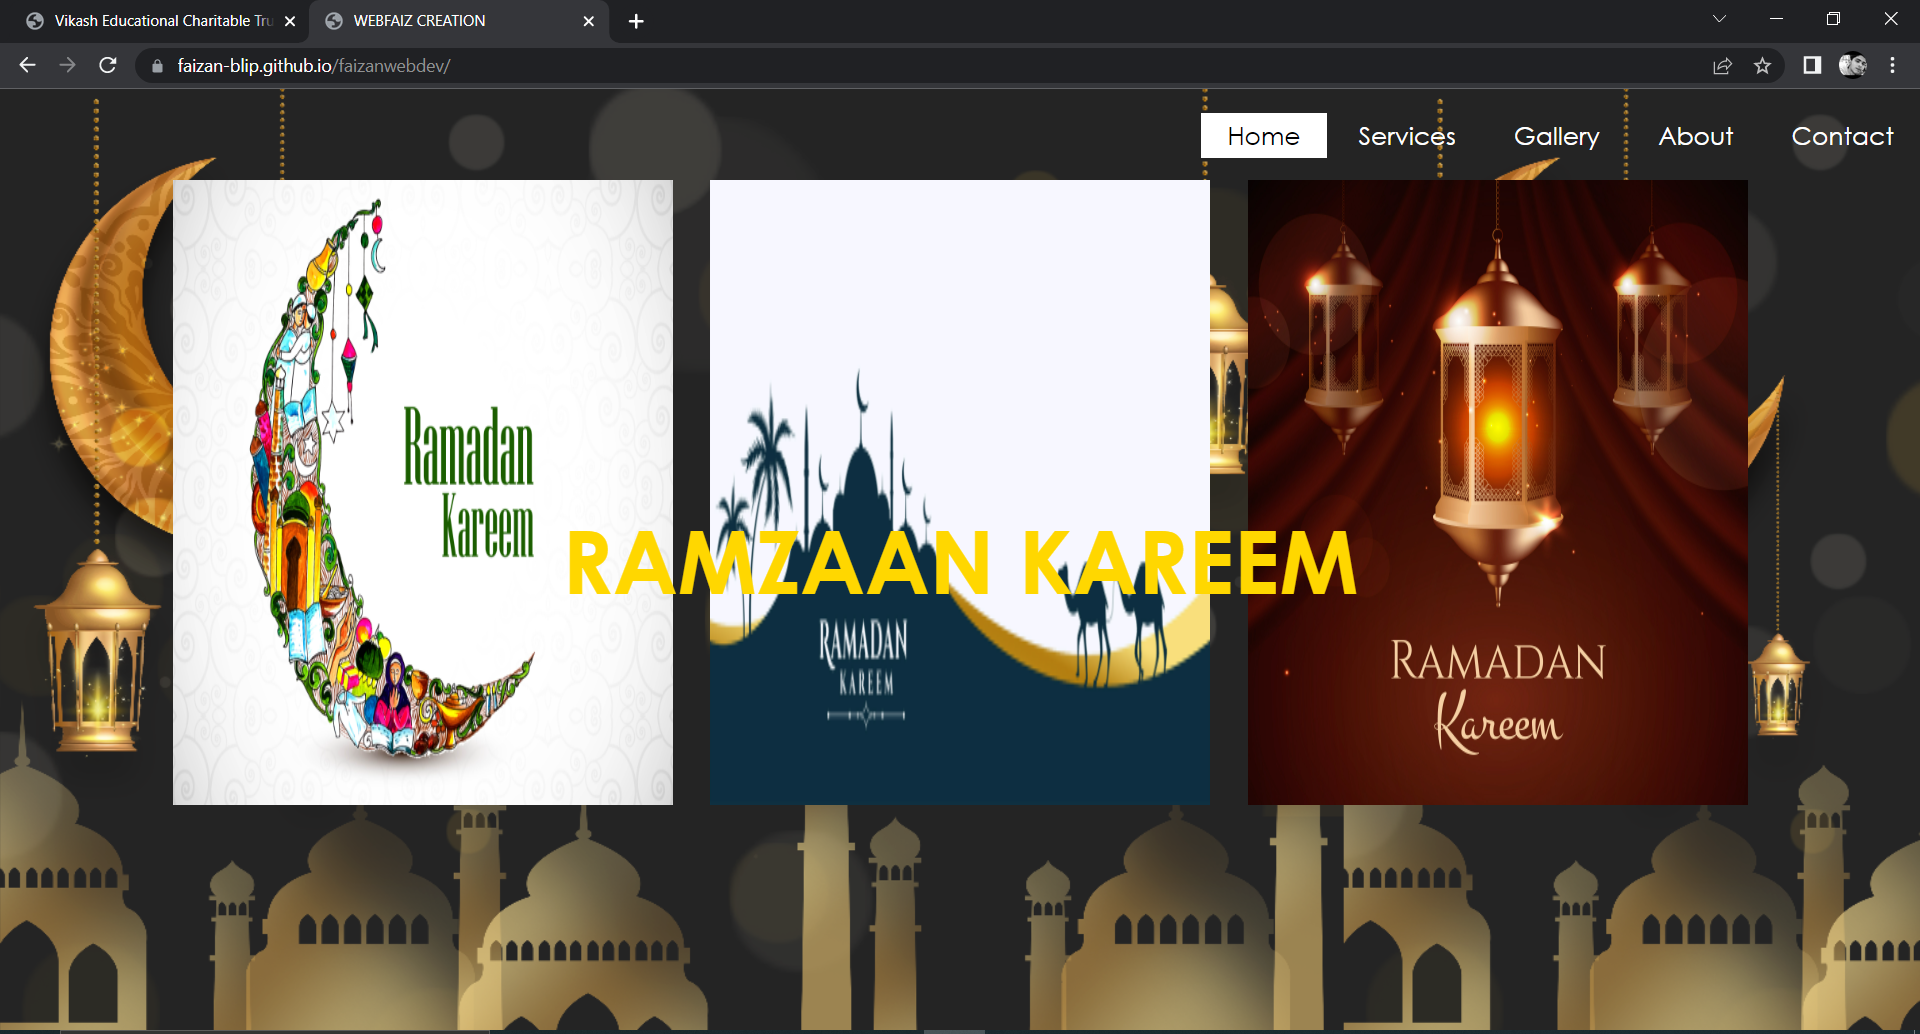 Vikash Educational Charitable Tru
WEBFAIZ CREATION
faizan-blip.github.io/faizanwebdev/
Home Services Gallery About Contact
Ramadan
Kareem
RAMZAAN KAREEM
RAMADAN
KAREEM
RAMADAN
Kareem